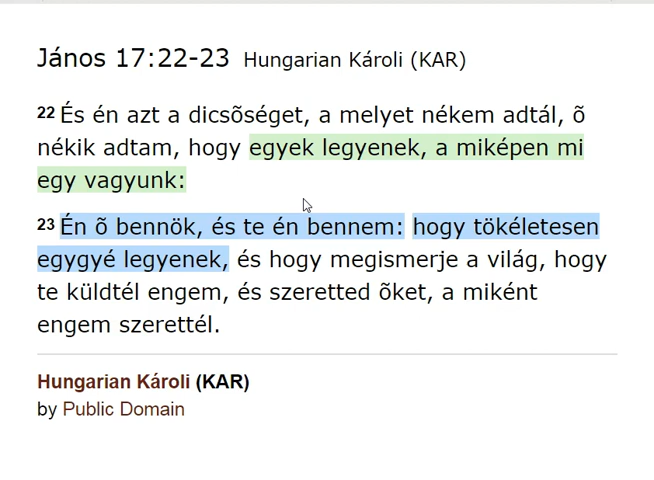 János 17:22-23 Hungarian Károli (KAR)
22 És én azt a dicsõséget, a melyet nékem adtál, õ
nékik adtam, hogy egyek legyenek, a miképen mi
egy vagyunk:
23 Én õ bennök, és te én bennem: hogy tökéletesen
egygyé legyenek, és hogy megismerje a világ, hogy
te küldtél engem, és szeretted õket, a miként
engem szerettél.
Hungarian Károli (KAR)
by Public Domain